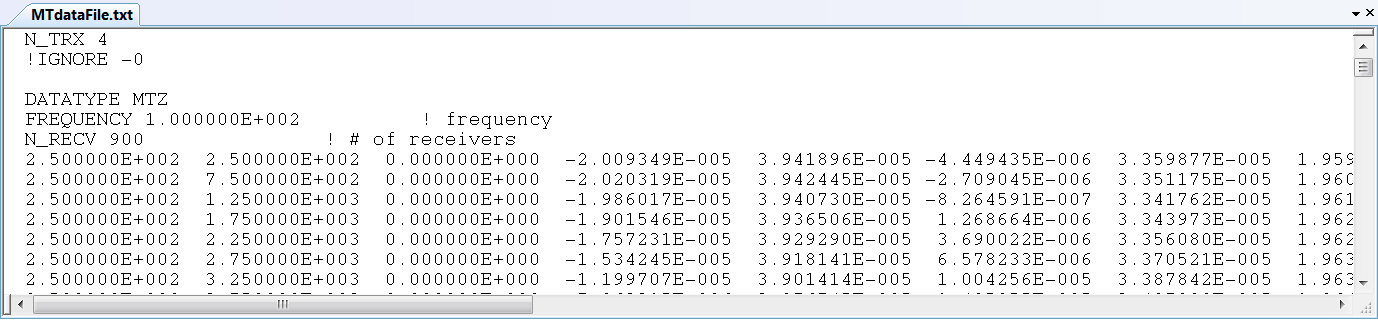 MTdataFile.txt
N_TRX 4
!IGNORE -0
DATATYPE MTZ
FREQUENCY 1.000000E+002 ! frequency
N_RECV 900 ! # of receivers
2.500000E+002 2.500000E+002 0.000000E+000 -2.009349E-005 3.941896E-005 -4.449435E-006 3.359877E-005 1.959
2.500000E+002 7.500000E+002 0.000000E+000 -2.020319E-005 3.942445E-005 -2.709045E-006 3.351175E-005 1.960
2.500000E+002 1.250000E+003 0.000000E+000 -1.986017E-005 3.940730E-005 -8.264591E-007 3.341762E-005 1.961
2.500000E+002 1.750000E+003 0.000000E+000 -1.901546E-005 3.936506E-005 1.268664E-006 3.343973E-005 1.962
2.500000E+002 2.250000E+003 0.000000E+000 -1.757231E-005 3.929290E-005 3.690022E-006 3.356080E-005 1.962
2.500000E+002 2.750000E+003 0.000000E+000 -1.534245E-005 3.918141E-005 6.578233E-006 3.370521E-005 1.963
2.500000E+002 3.250000E+003 0.000000E+000 -1.199707E-005 3.901414E-005 1.004256E-005 3.387842E-005 1.963